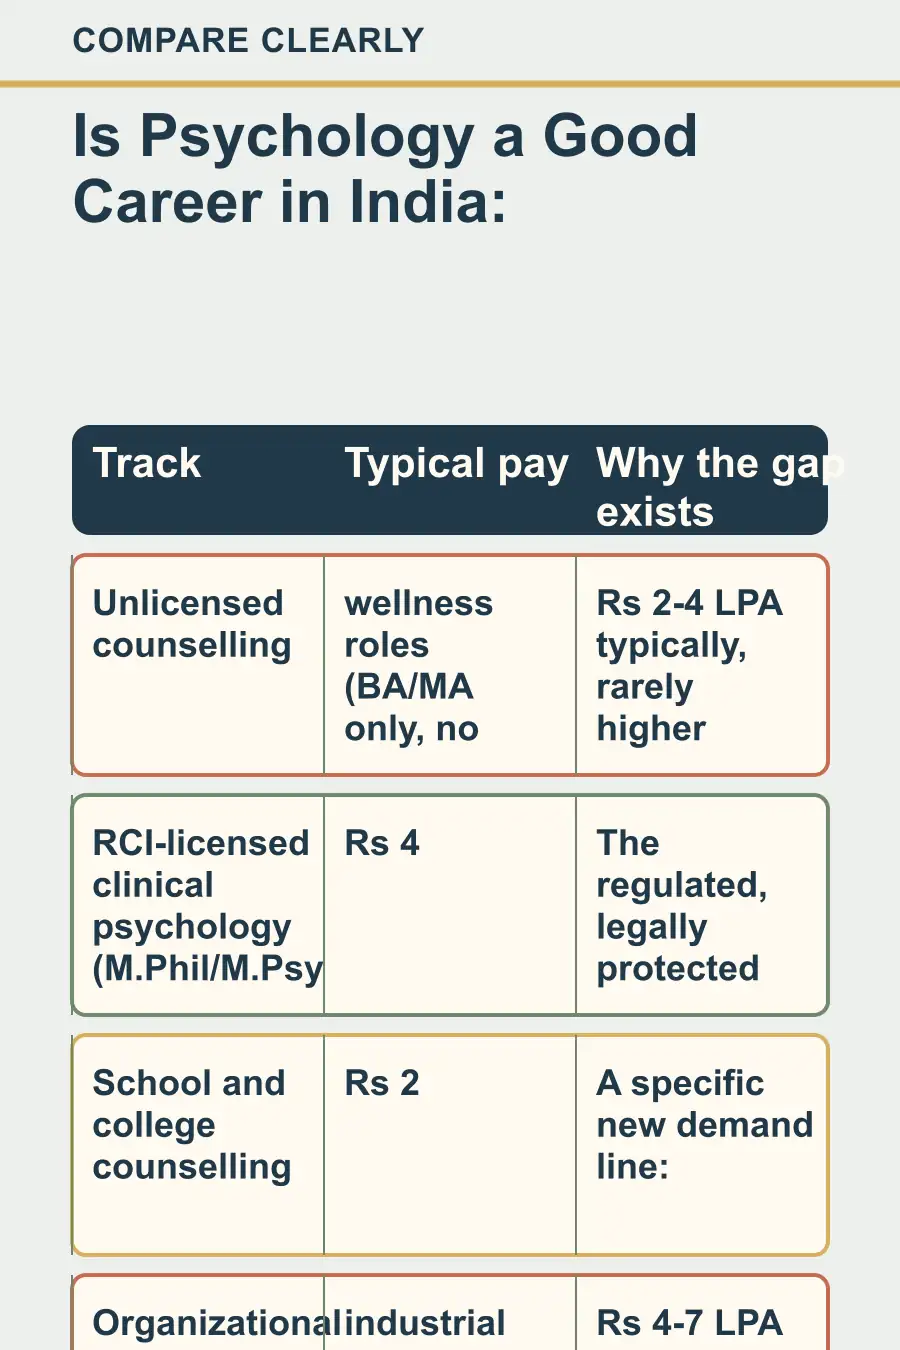 COMPARE CLEARLY
Is Psychology a Good
Career in India:
Track
Typical pay
Why the gap
exists
Unlicensed
counselling
wellness
roles
(BA/MA
only, no
Rs 2-4 LPA
typically,
rarely
higher
RCI-licensed
clinical
psychology
(M.Phil/M.Psy
Rs 4
The
regulated,
legally
protected
School and
college
counselling
Rs 2
A specific
new demand
line:
Organizational
industrial
Rs 4-7 LPA